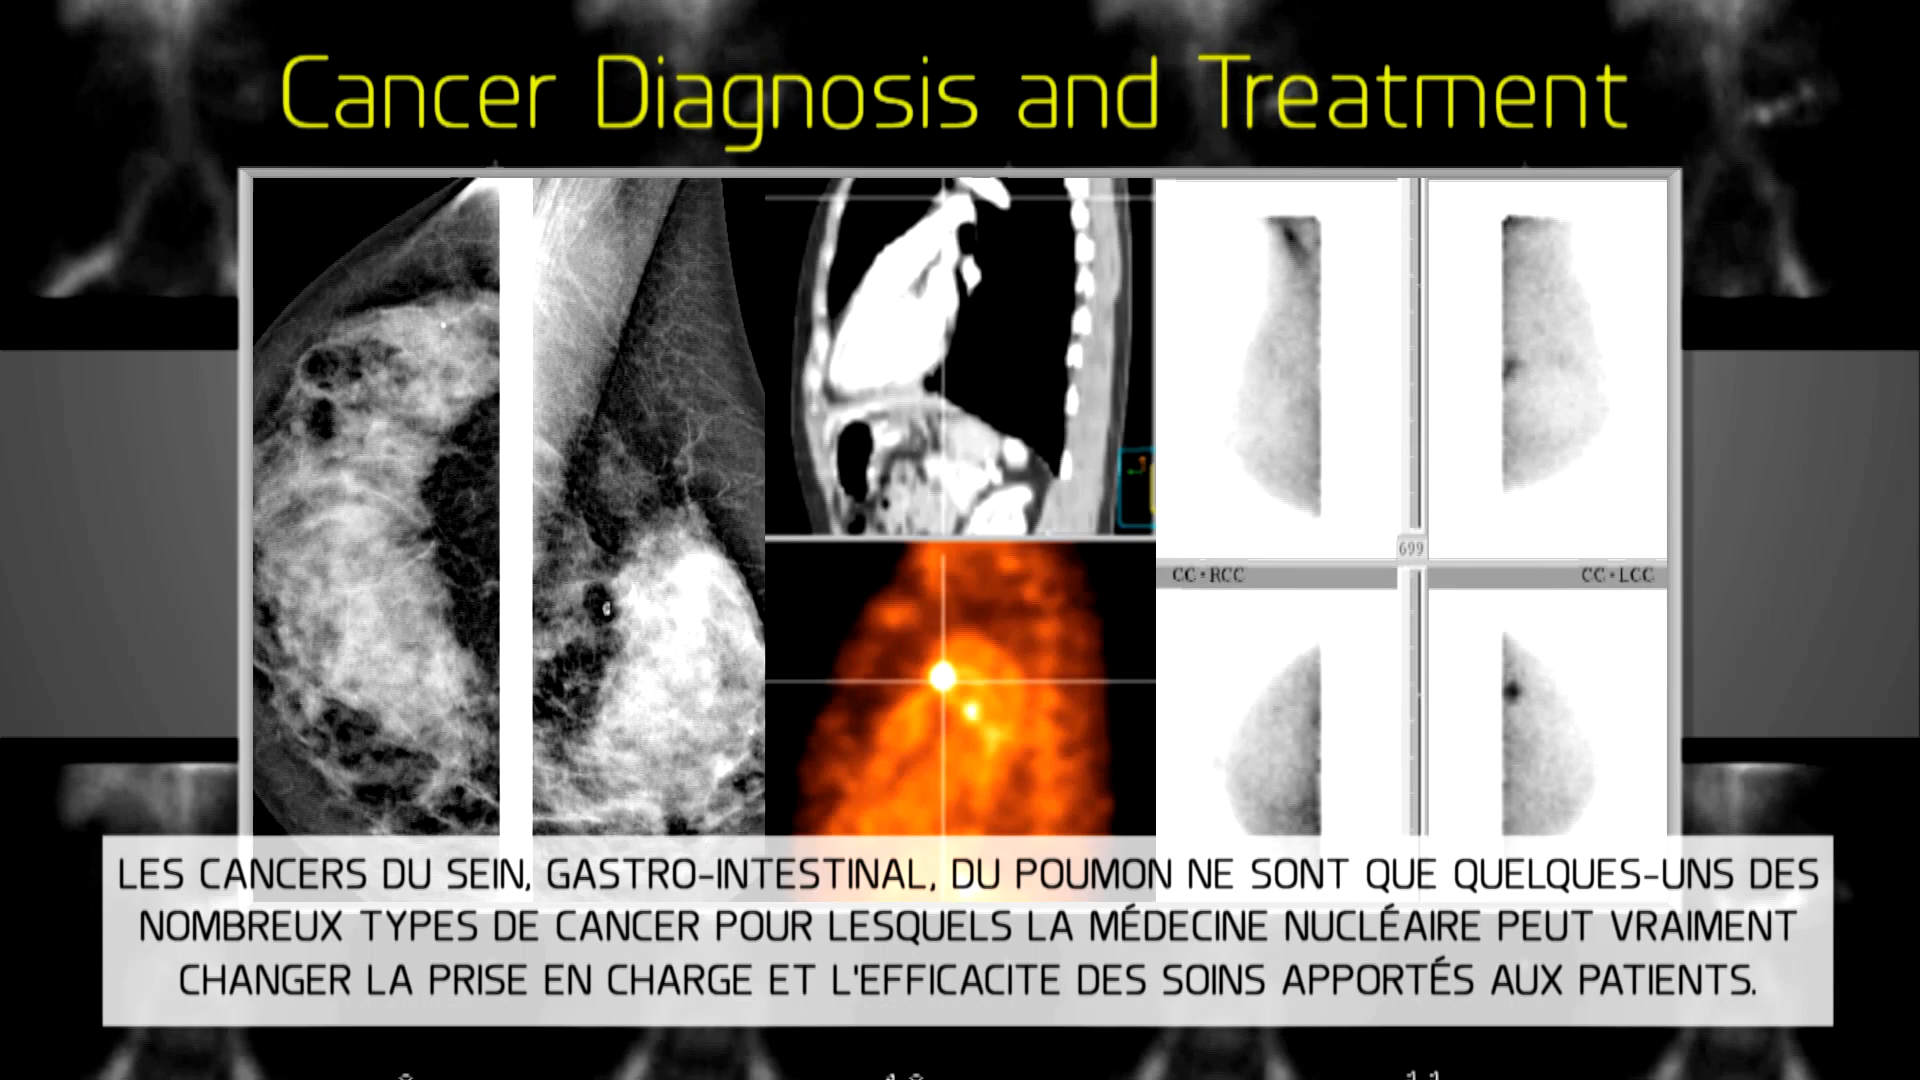 Cancer Diagnosis and Treatment
699
CC-RCC
CC-LCC
LES CANCERS DU SEIN, GASTRO-INTESTINAL, DU POUMON NE SONT QUE QUELQUES-UNS DES
NOMBREUX TYPES DE CANCER POUR LESQUELS LA MÉDECINE NUCLÉAIRE PEUT VRAIMENT
CHANGER LA PRISE EN CHARGE ET L'EFFICACITE DES SOINS APPORTÉS AUX PATIENTS.